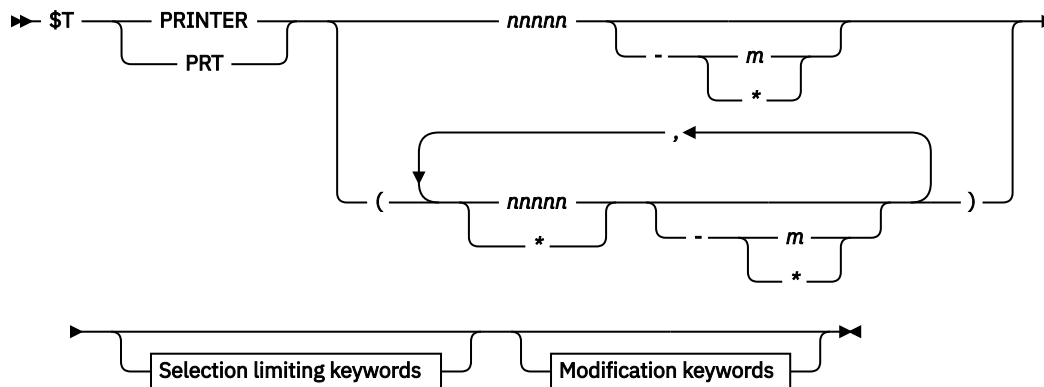 $T PRINTER nnnnn
PRT - m
*
,
( nnnnn )
* - m
*
Selection limiting keywords Modification keywords